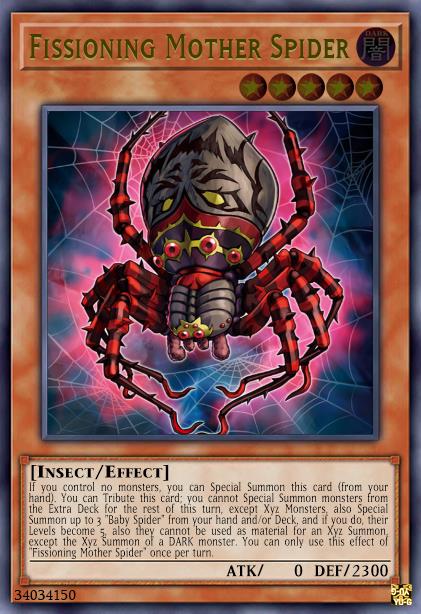 Fissioning Mother Spider
DARK
闇
[Insect/Effect]
If you control no monsters, you can Special Summon this card (from your
hand). You can Tribute this card; you cannot Special Summon monsters from
the Extra Deck for the rest of this turn, except Xyz Monsters, also Special
Summon up to 3 "Baby Spider" from your hand and/or Deck, and if you do, their
Levels become 5, also they cannot be used as material for an Xyz Summon,
except the Xyz Summon of a DARK monster. You can only use this effect of
"Fissioning Mother Spider" once per turn.
ATK/ 0 DEF/2300
34034150